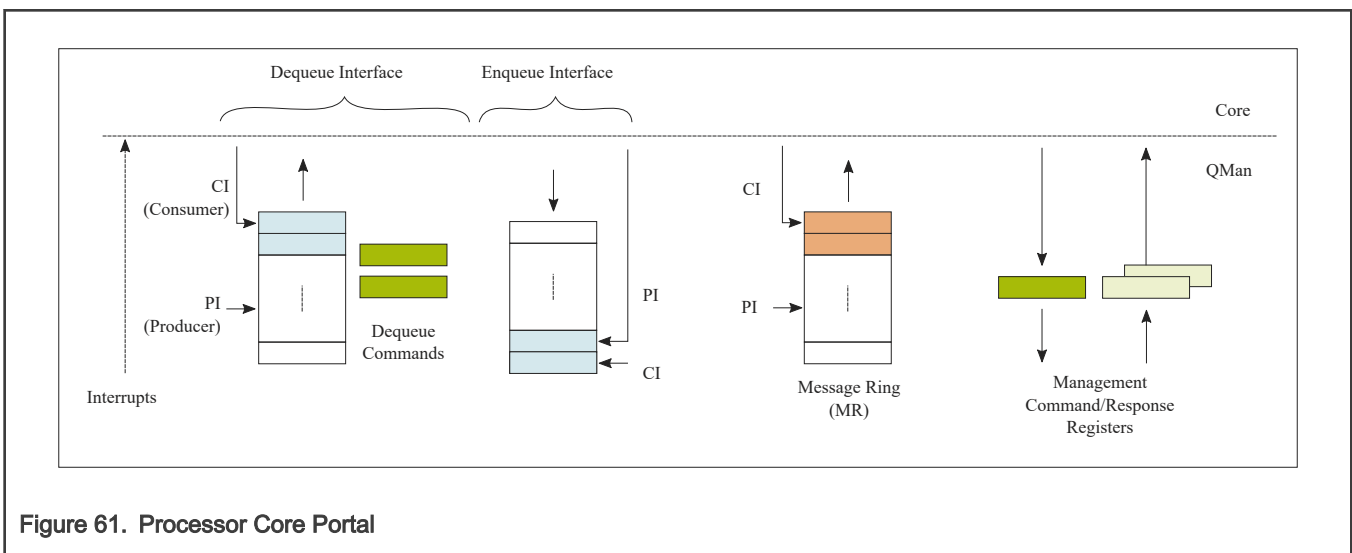 Dequeue Interface
Enqueue Interface
Core
QMan
CI
(Consumer)
PI
(Producer)
Dequeue
Commands
PI
CI
CI
PI
Message Ring
(MR)
Management
Command/Response
Registers
Interrupts
Figure 61. Processor Core Portal